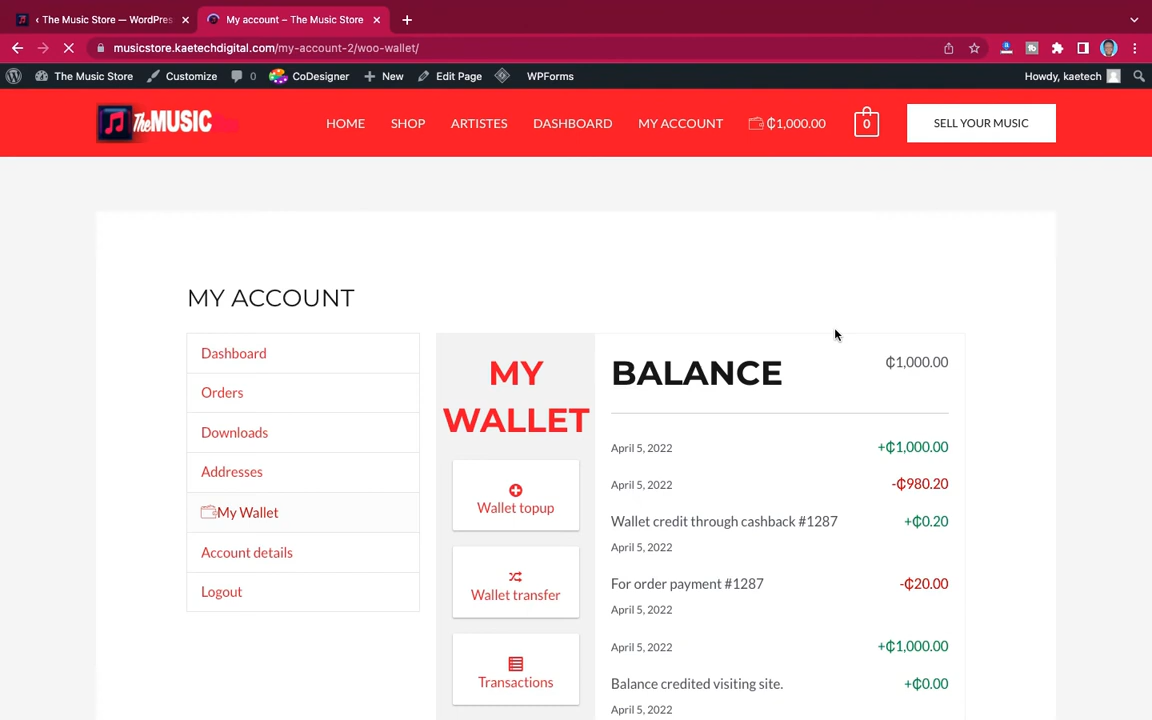 ‹ The Music Store — WordPres
My account – The Music Store
musicstore.kaetechdigital.com/my-account-2/woo-wallet/
The Music Store
Customize
0
CoDesigner
New
Edit Page
WPForms
Howdy, kaetech
The MUSIC
HOME
SHOP
ARTISTES
DASHBOARD
MY ACCOUNT
₵1,000.00
0
SELL YOUR MUSIC
MY ACCOUNT
Dashboard
Orders
Downloads
Addresses
My Wallet
Account details
Logout
MY
WALLET
Wallet topup
Wallet transfer
Transactions
BALANCE
₵1,000.00
April 5, 2022
+₵1,000.00
April 5, 2022
-₵980.20
Wallet credit through cashback #1287
+₵0.20
April 5, 2022
For order payment #1287
-₵20.00
April 5, 2022
April 5, 2022
+₵1,000.00
Balance credited visiting site.
+₵0.00
April 5, 2022